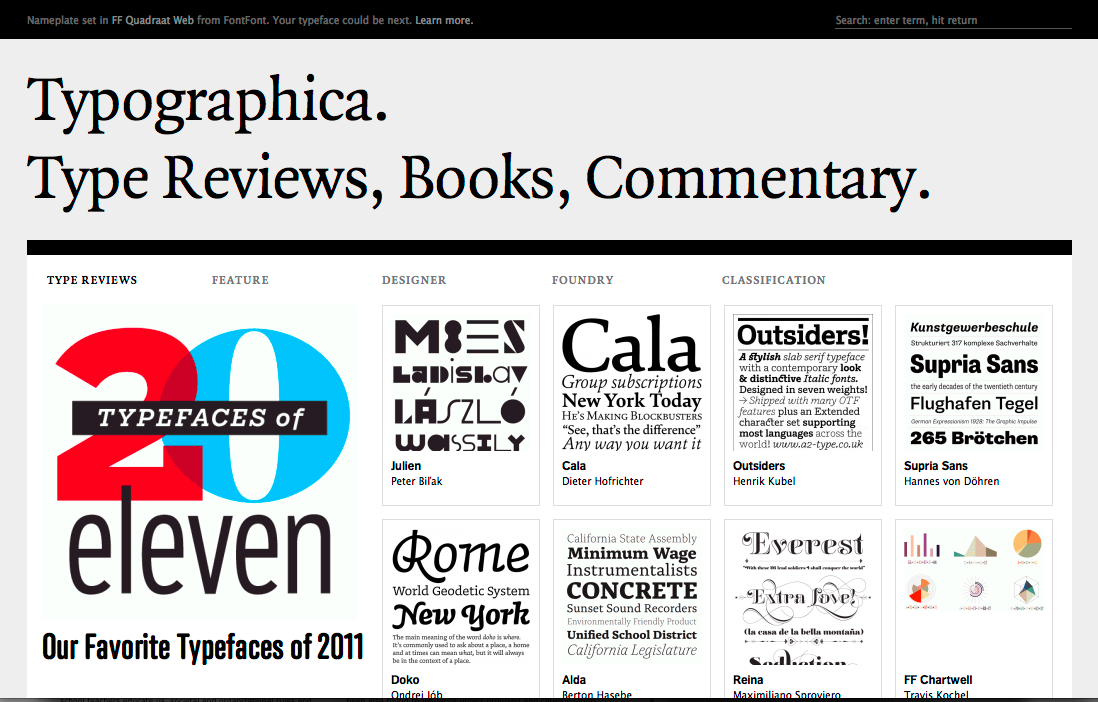 Nameplate set in FF Quadraat Web from FontFont. Your typeface could be next. Learn more.
Search: enter term, hit return
Typographica.
Type Reviews, Books, Commentary.
TYPE REVIEWS
FEATURE
DESIGNER
FOUNDRY
CLASSIFICATION
20
TYPEFACES of
eleven
Our Favorite Typefaces of 2011
M8ES
LaDiSLaV
LÁSZLÓ
WaSSILY
Julien
Peter Biľak
Cala
Group subscriptions
New York Today
He's Making Blockbusters
“See, that's the difference”
Any way you want it
Cala
Dieter Hofrichter
Outsiders!
A stylish slab serif typeface
with a contemporary look
& distinctive Italic fonts.
Designed in seven weights!
→ Shipped with many OTF
features plus an Extended
character set supporting
most languages across the
world! www.a2-type.co.uk
Outsiders
Henrik Kubel
Kunstgewerbeschule
Strukturiert 317 komplexe Sachverhalte
Supria Sans
the early decades of the twentieth century
Flughafen Tegel
German Expressionism 1928: The Graphic Impulse
265 Brötchen
Supria Sans
Hannes von Döhren
Rome
World Geodetic System
New York
The main meaning of the word doko is where.
It's commonly used to ask about a place, a home
and at times can mean what, but it will always
be in the context of a place.
Doko
Ondrej Jób
California State Assembly
Minimum Wage
Instrumentalists
CONCRETE
Sunset Sound Recorders
Environmentally Friendly Product
Unified School District
California Legislature
Alda
Berton Hasebe
Everest
“With these 26 lead soldiers I shall conquer the world”
Extra love!
(la casa de la bella montaña)
Seduction
Reina
Maximiliano Sproviero
FF Chartwell
Travis Kochel